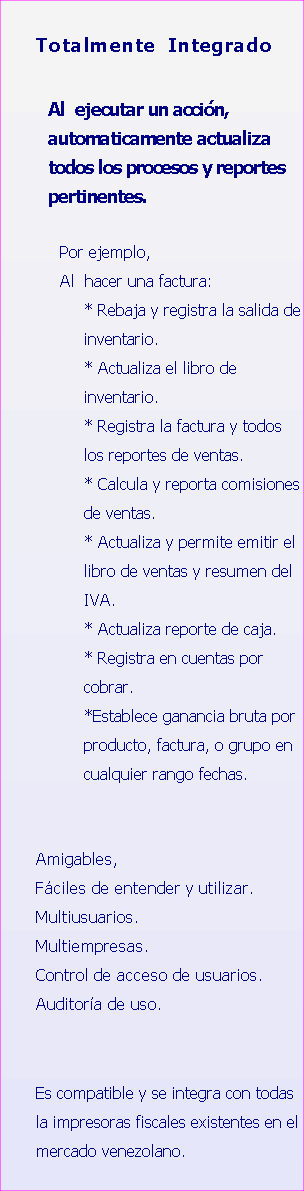 Totalmente Integrado
Al ejecutar un acción,
automaticamente actualiza
todos los procesos y reportes
pertinentes.
Por ejemplo,
Al hacer una factura:
* Rebaja y registra la salida de
inventario.
* Actualiza el libro de
inventario.
* Registra la factura y todos
los reportes de ventas.
* Calcula y reporta comisiones
de ventas.
* Actualiza y permite emitir el
libro de ventas y resumen del
IVA.
* Actualiza reporte de caja.
* Registra en cuentas por
cobrar.
*Establece ganancia bruta por
producto, factura, o grupo en
cualquier rango fechas.
Amigables,
Fáciles de entender y utilizar.
Multiusuarios.
Multiempresas.
Control de acceso de usuarios.
Auditoría de uso.
Es compatible y se integra con todas
la impresoras fiscales existentes en el
mercado venezolano.